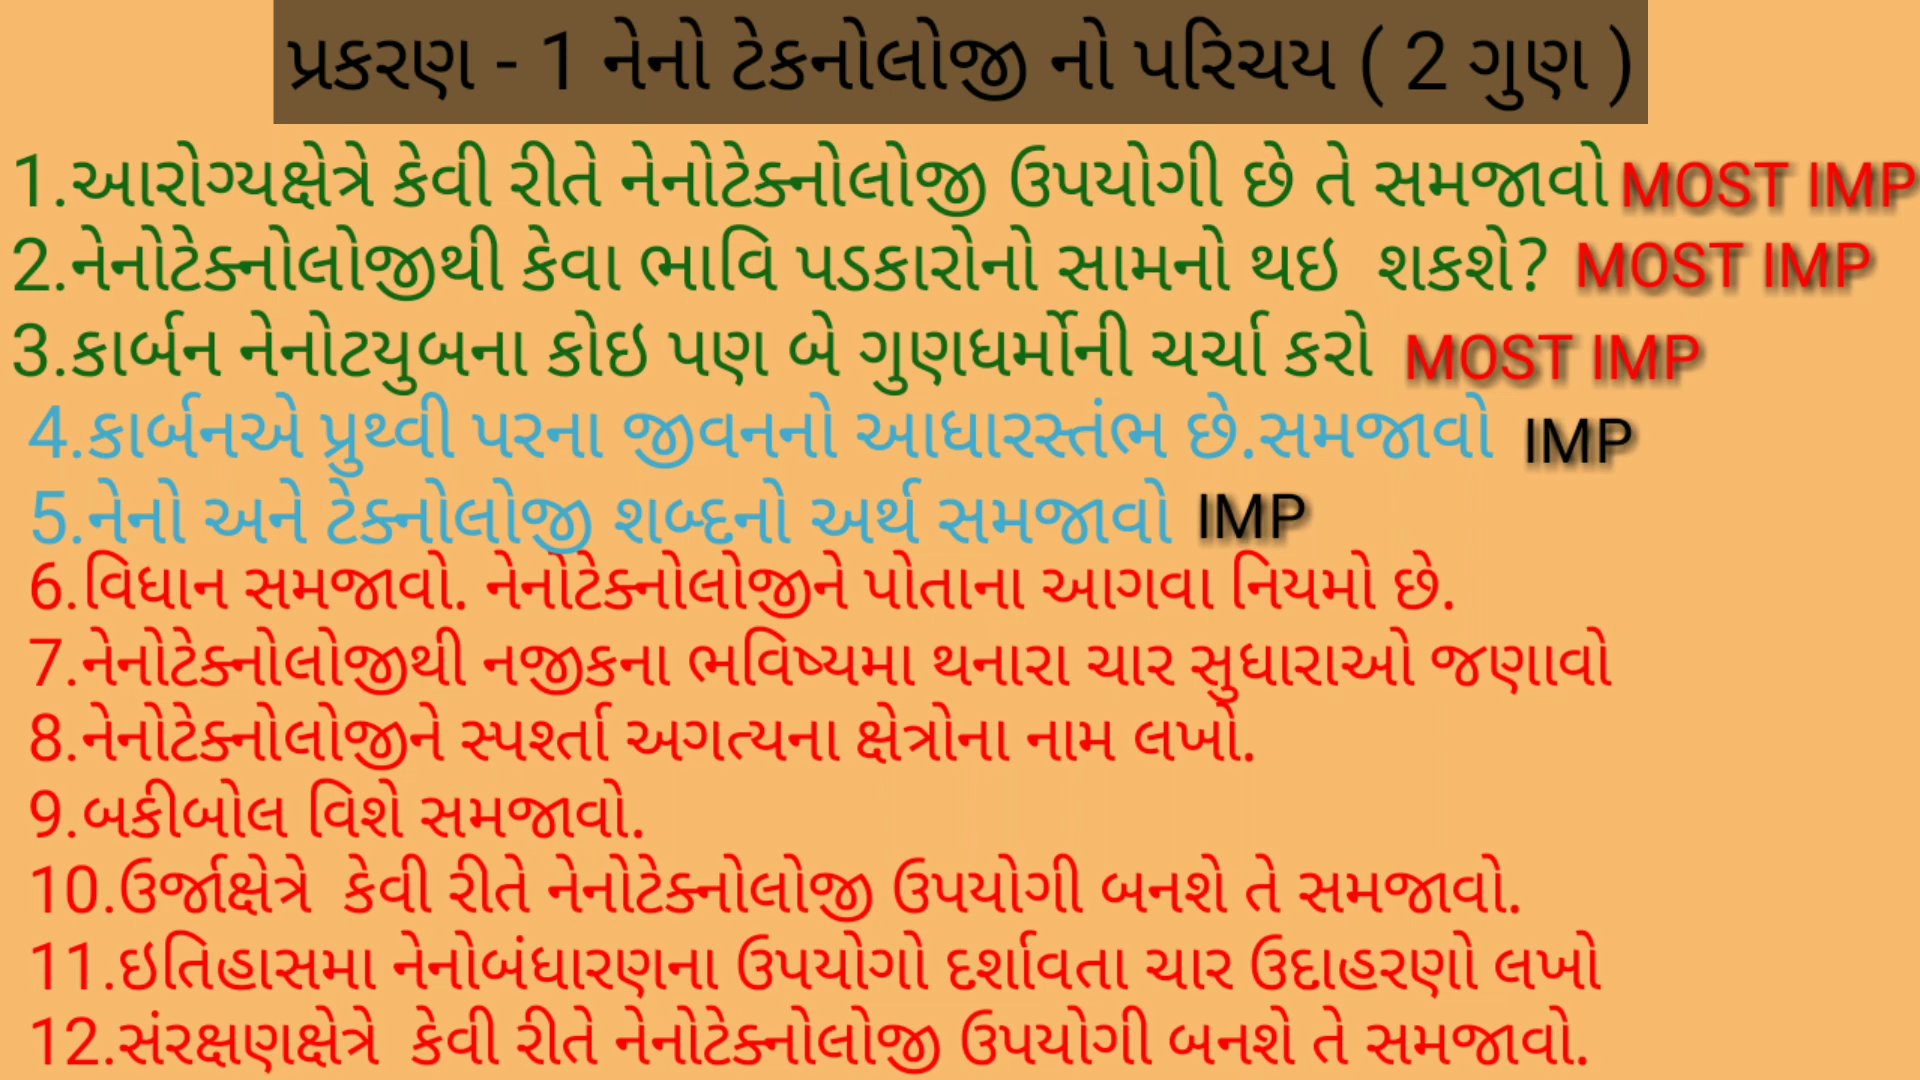 પ્રકરણ - 1 નેનો ટેકનોલોજી નો પરિચય ( 2 ગુણ )
1.આરોગ્યક્ષેત્રે કેવી રીતે નેનોટેક્નોલોજી ઉપયોગી છે તે સમજાવો MOST IMP
2.નેનોટેક્નોલોજીથી કેવા ભાવિ પડકારોનો સામનો થઇ શકશે? MOST IMP
3.કાર્બન નેનોટયુબના કોઇ પણ બે ગુણધર્મોની ચર્ચા કરો MOST IMP
4.કાર્બનએ પ્રુથ્વી પરના જીવનનો આધારસ્તંભ છે.સમજાવો IMP
5.નેનો અને ટેક્નોલોજી શબ્દનો અર્થ સમજાવો IMP
6.વિધાન સમજાવો. નેનોટેક્નોલોજીને પોતાના આગવા નિયમો છે.
7.નેનોટેક્નોલોજીથી નજીકના ભવિષ્યમા થનારા ચાર સુધારાઓ જણાવો
8.નેનોટેક્નોલોજીને સ્પર્શ્તા અગત્યના ક્ષેત્રોના નામ લખો.
9.બકીબોલ વિશે સમજાવો.
10.ઉર્જાક્ષેત્રે કેવી રીતે નેનોટેક્નોલોજી ઉપયોગી બનશે તે સમજાવો.
11.ઇતિહાસમા નેનોબંધારણના ઉપયોગો દર્શાવતા ચાર ઉદાહરણો લખો
12.સંરક્ષણક્ષેત્રે કેવી રીતે નેનોટેક્નોલોજી ઉપયોગી બનશે તે સમજાવો.